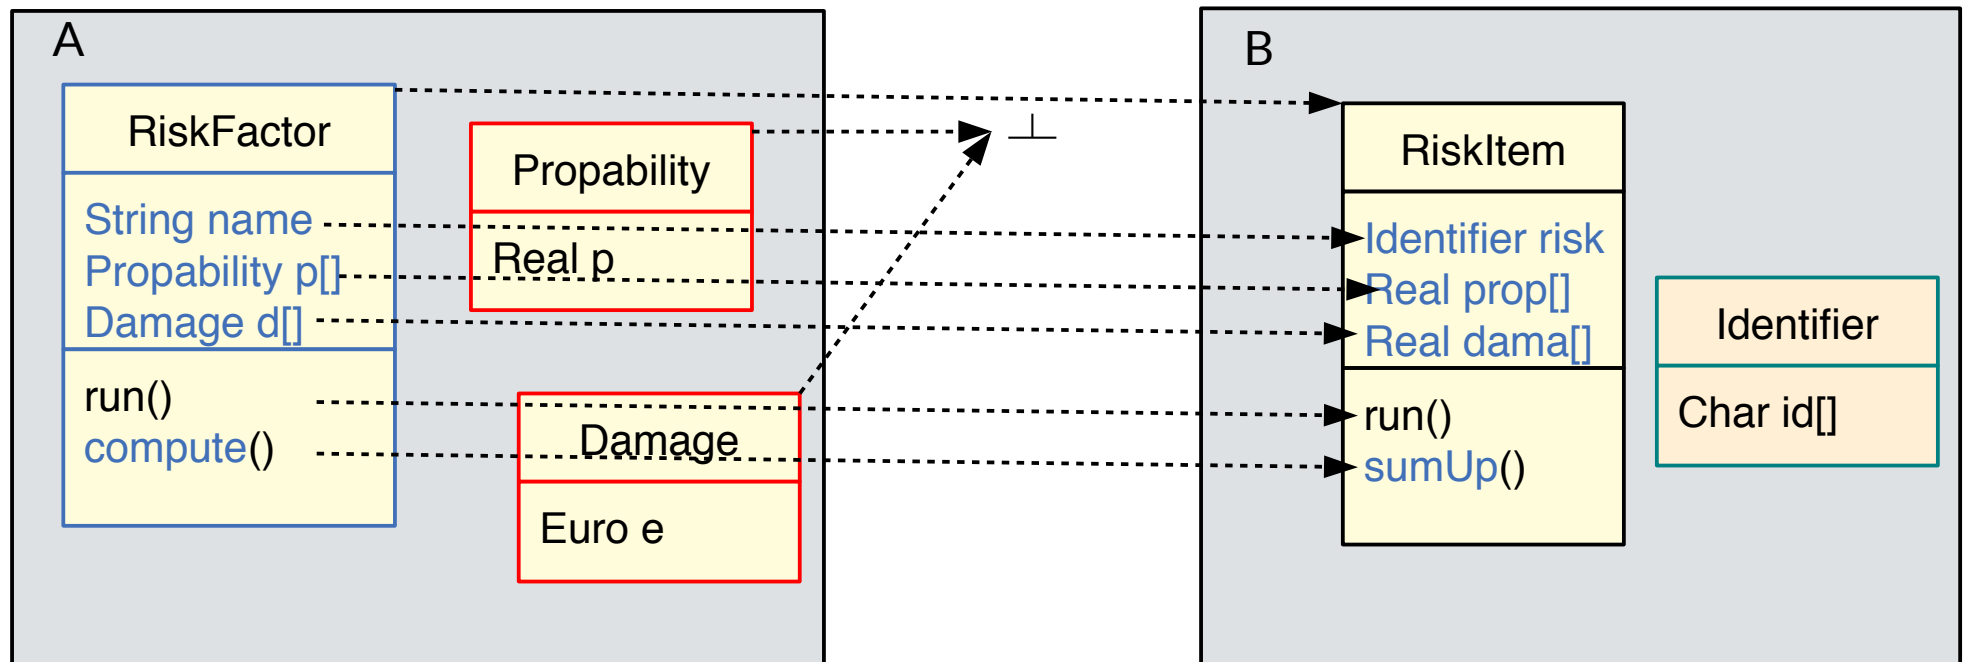 A
RiskFactor
String name
Propability p[]
Damage d[]
run()
compute()
Propability
Real p
Damage
Euro e
B
RiskItem
Identifier risk
Real prop[]
Real dama[]
run()
sumUp()
Identifier
Char id[]